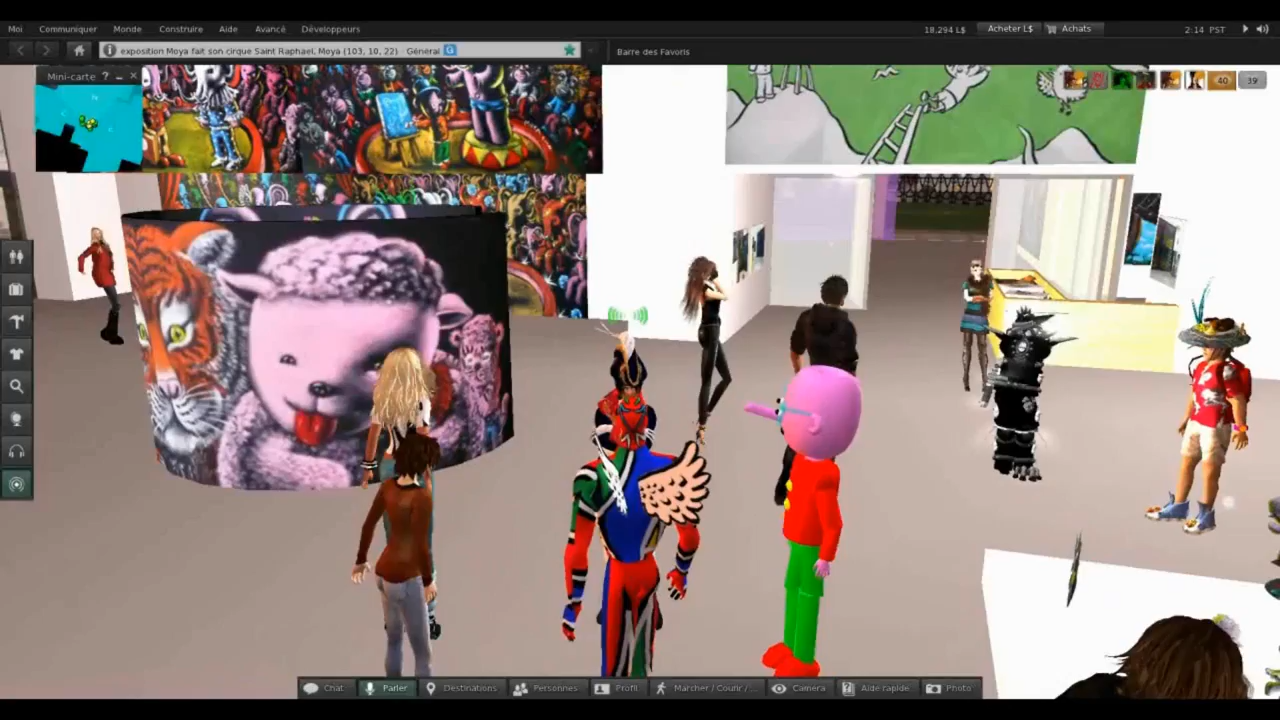 Moi Communiquer Monde Construire Aide Avancé Développeurs 18,294 L$ Acheter L$ Achats 2:14 PST
exposition Moya fait son cirque Saint Raphael, Moya (103, 10, 22) · Général G Barre des Favoris
Mini-carte ? _ × 40 39
Chat Parler Destinations Personnes Profil Marcher / Courir / ... Caméra Aide rapide Photo